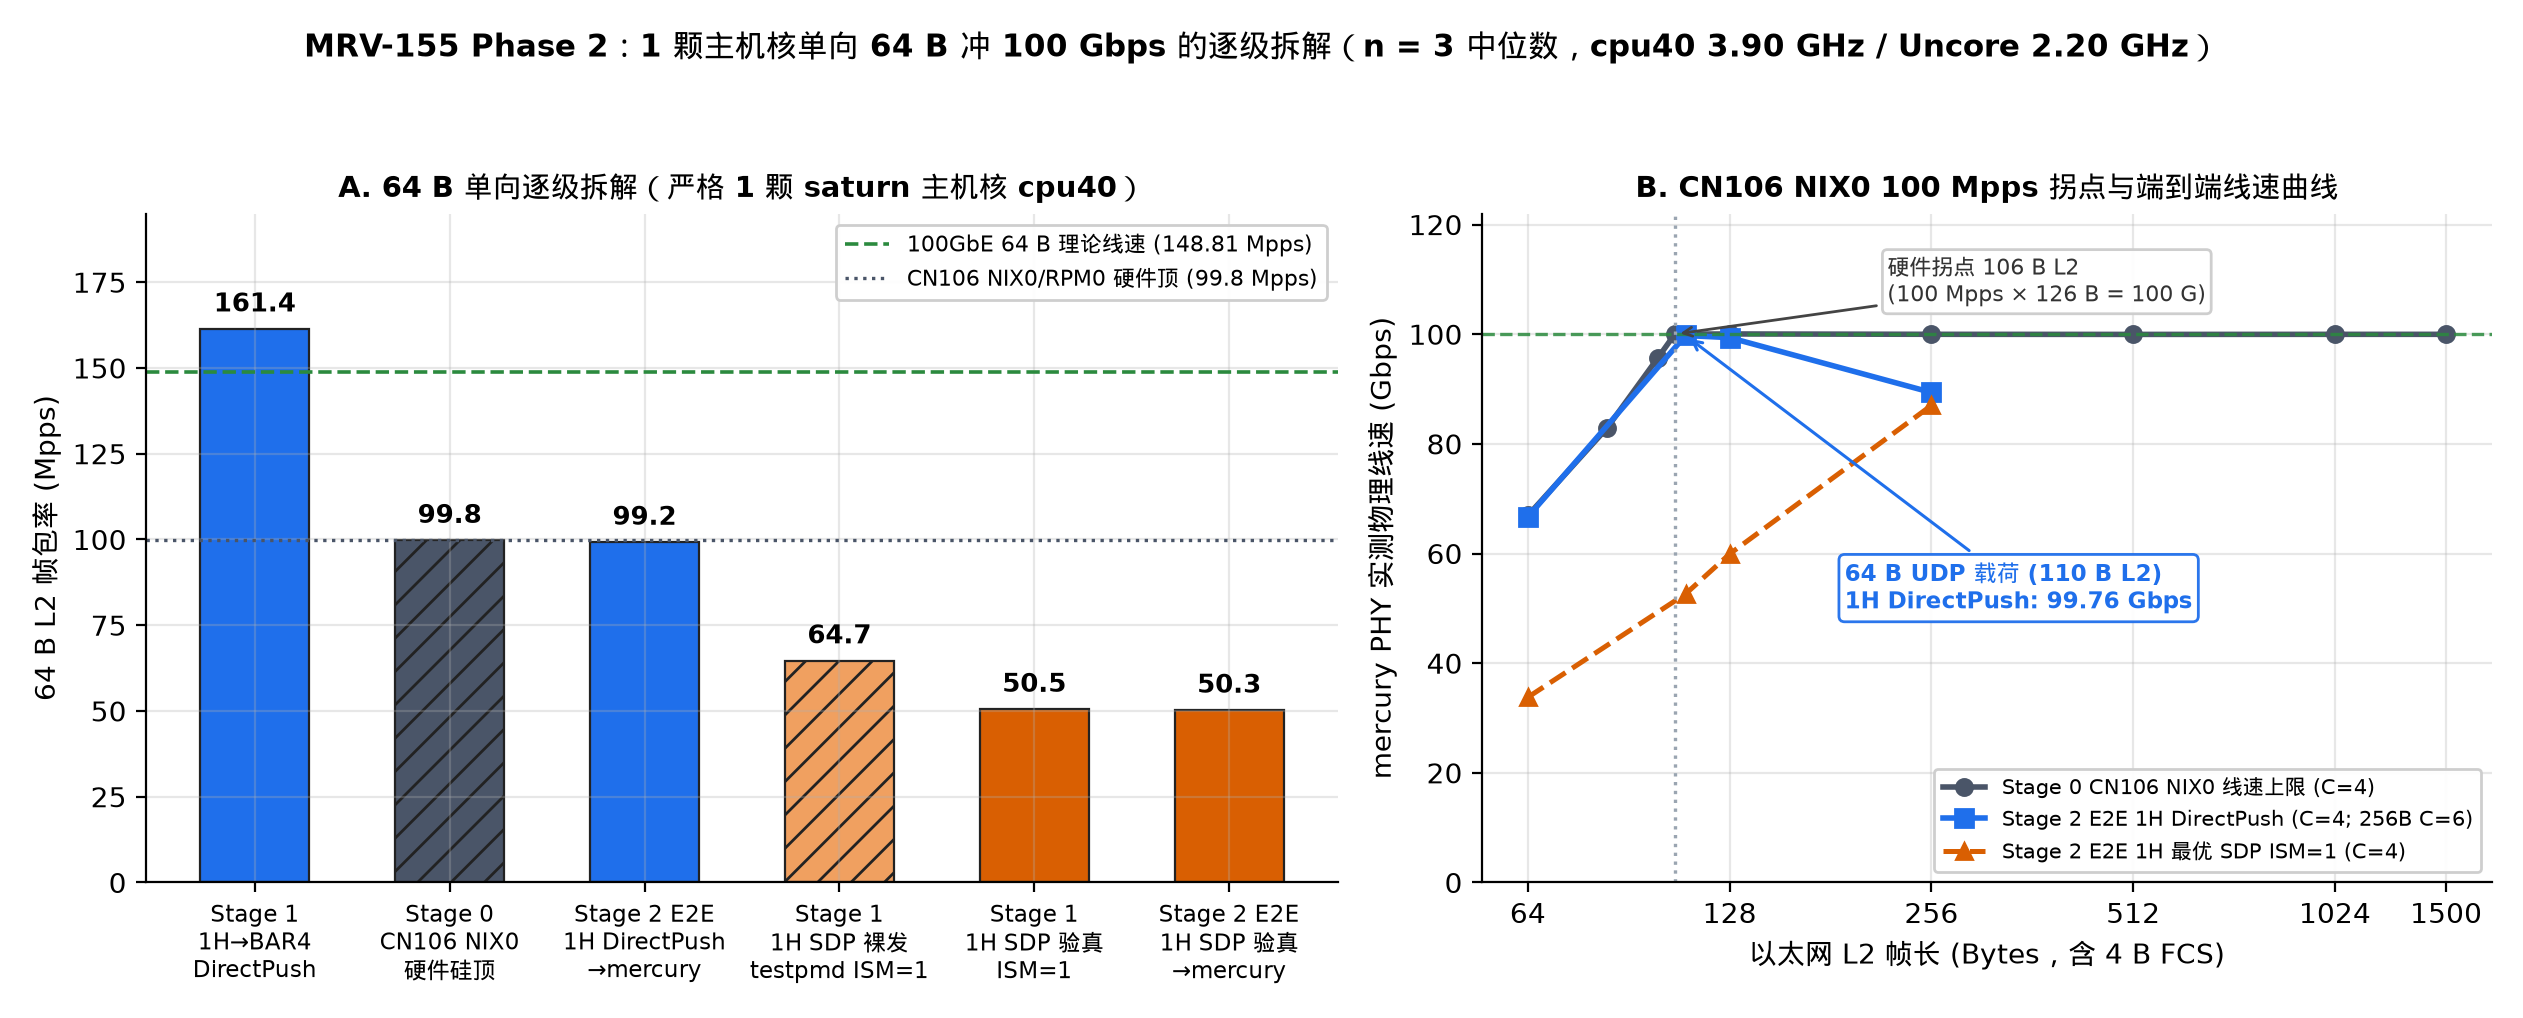 MRV-155 Phase 2：1 颗主机核单向 64 B 冲 100 Gbps 的逐级拆解（n = 3 中位数，cpu40 3.90 GHz / Uncore 2.20 GHz）
A. 64 B 单向逐级拆解（严格 1 颗 saturn 主机核 cpu40）
64 B L2 帧包率 (Mpps)
175
150
125
100
75
50
25
0
100GbE 64 B 理论线速 (148.81 Mpps)
CN106 NIX0/RPM0 硬件顶 (99.8 Mpps)
161.4
99.8
99.2
64.7
50.5
50.3
Stage 1
1H→BAR4
DirectPush
Stage 0
CN106 NIX0
硬件硅顶
Stage 2 E2E
1H DirectPush
→mercury
Stage 1
1H SDP 裸发
testpmd ISM=1
Stage 1
1H SDP 验真
ISM=1
Stage 2 E2E
1H SDP 验真
→mercury
B. CN106 NIX0 100 Mpps 拐点与端到端线速曲线
mercury PHY 实测物理线速 (Gbps)
120
100
80
60
40
20
0
硬件拐点 106 B L2
(100 Mpps × 126 B = 100 G)
64 B UDP 载荷 (110 B L2)
1H DirectPush: 99.76 Gbps
Stage 0 CN106 NIX0 线速上限 (C=4)
Stage 2 E2E 1H DirectPush (C=4; 256B C=6)
Stage 2 E2E 1H 最优 SDP ISM=1 (C=4)
64
128
256
512
1024
1500
以太网 L2 帧长 (Bytes，含 4 B FCS)